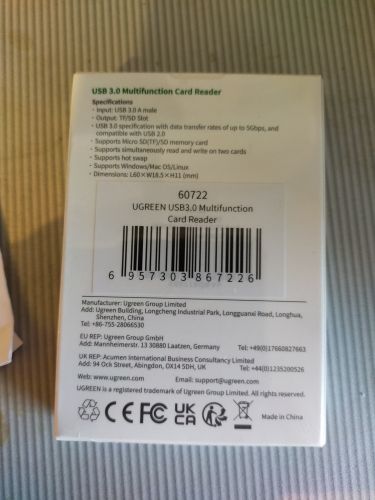 USB 3.0 Multifunction Card Reader
Specifications
· Input: USB 3.0 A male
· Output: TF/SD Slot
· USB 3.0 specification with data transfer rates of up to 5Gbps, and
compatible with USB 2.0
· Supports Micro SD(TF)/SD memory card
· Supports simultaneously read and write on two cards
· Supports hot swap
· Supports Windows/Mac OS/Linux
· Dimensions: L60×W18.5×H11 (mm)
60722
UGREEN USB3.0 Multifunction
Card Reader
6 957303 867226
Manufacturer: Ugreen Group Limited
Add: Ugreen Building, Longcheng Industrial Park, Longguanxi Road, Longhua,
Shenzhen, China
Tel: +86-755-28066530
EU REP: Ugreen Group GmbH
Add: Mannheimerstr. 13 30880 Laatzen, Germany Tel: +49(0)17660827663
UK REP: Acumen International Business Consultancy Limited
Add: 94 Ock Street, Abingdon, OX14 5DH, UK Tel: +44(0)1235200526
Web: www.ugreen.com Email: support@ugreen.com
UGREEN is a registered trademark of Ugreen Group Limited. All rights reserved.
CE FC UK CA Made in China